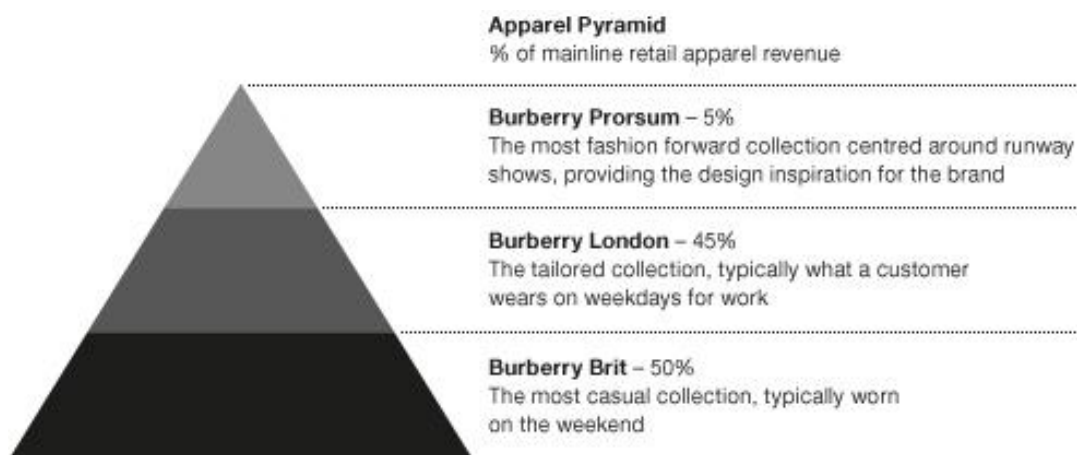 Apparel Pyramid
% of mainline retail apparel revenue
Burberry Prorsum – 5%
The most fashion forward collection centred around runway
shows, providing the design inspiration for the brand
Burberry London – 45%
The tailored collection, typically what a customer
wears on weekdays for work
Burberry Brit – 50%
The most casual collection, typically worn
on the weekend